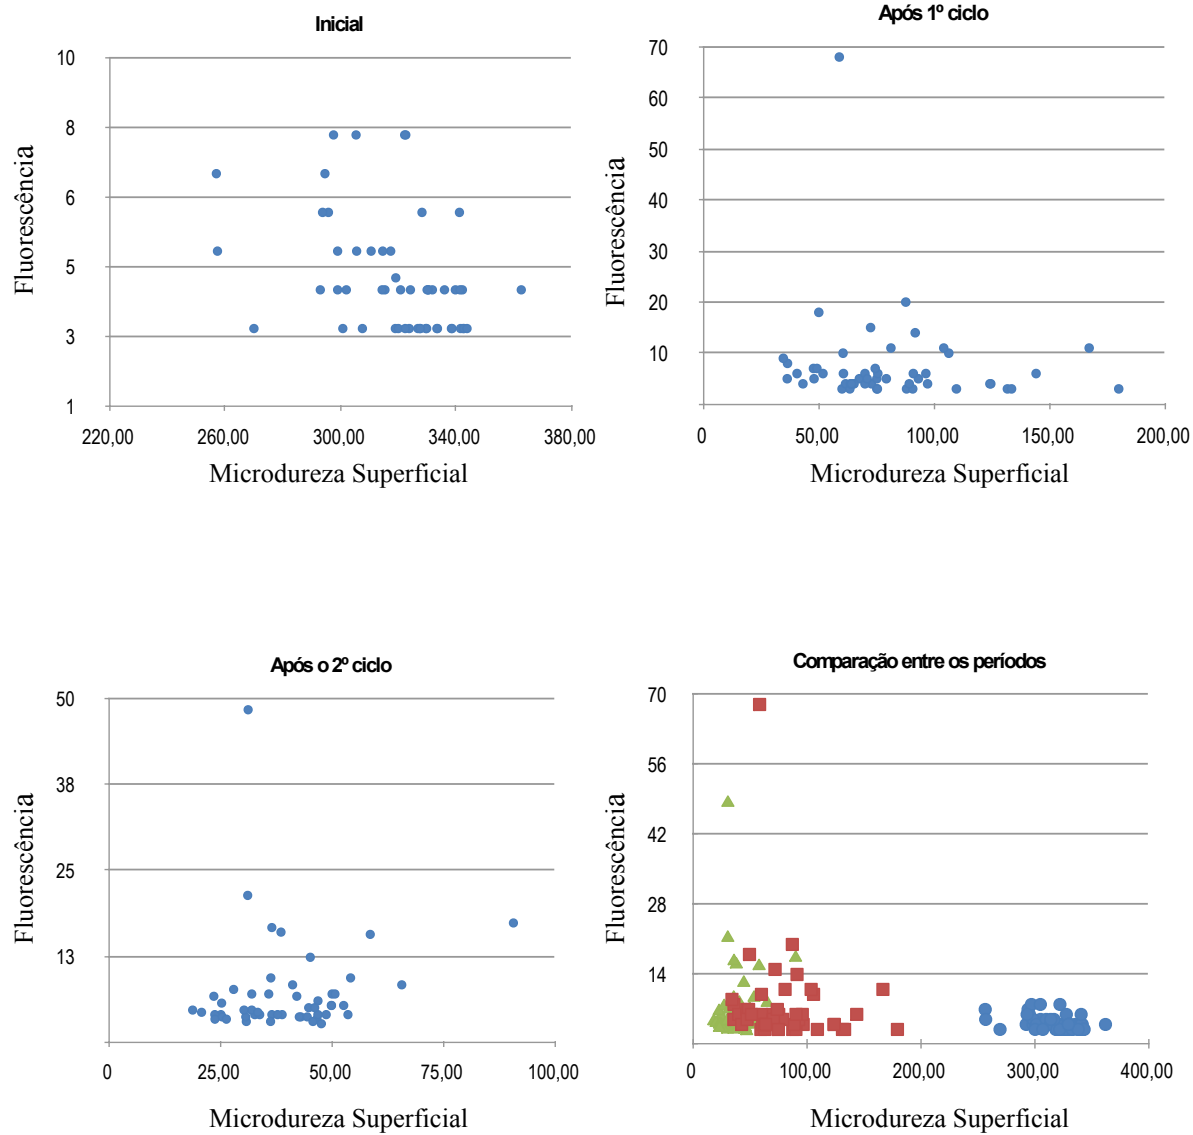 Inicial
10
8
6
5
3
1
220,00 260,00 300,00 340,00 380,00
Fluorescência
Microdureza Superficial
Após 1º ciclo
70
60
50
40
30
20
10
0 50,00 100,00 150,00 200,00
Fluorescência
Microdureza Superficial
Após o 2º ciclo
50
38
25
13
0 25,00 50,00 75,00 100,00
Fluorescência
Microdureza Superficial
Comparação entre os períodos
70
56
42
28
14
0 100,00 200,00 300,00 400,00
Fluorescência
Microdureza Superficial